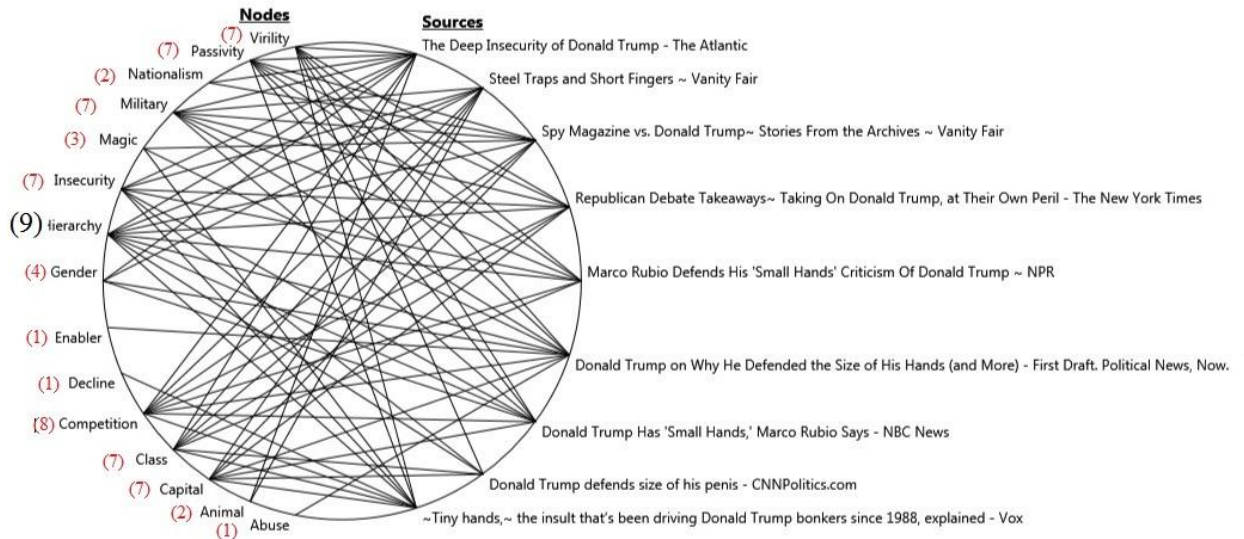 Nodes
Sources
(7) Virility
(7) Passivity
(2) Nationalism
(7) Military
(3) Magic
(7) Insecurity
(9) Hierarchy
(4) Gender
(1) Enabler
(1) Decline
(8) Competition
(7) Class
(7) Capital
(2) Animal
(1) Abuse
The Deep Insecurity of Donald Trump - The Atlantic
Steel Traps and Short Fingers ~ Vanity Fair
Spy Magazine vs. Donald Trump~ Stories From the Archives ~ Vanity Fair
Republican Debate Takeaways~ Taking On Donald Trump, at Their Own Peril - The New York Times
Marco Rubio Defends His 'Small Hands' Criticism Of Donald Trump ~ NPR
Donald Trump on Why He Defended the Size of His Hands (and More) - First Draft. Political News, Now.
Donald Trump Has 'Small Hands,' Marco Rubio Says - NBC News
Donald Trump defends size of his penis - CNNPolitics.com
~Tiny hands,~ the insult that's been driving Donald Trump bonkers since 1988, explained - Vox